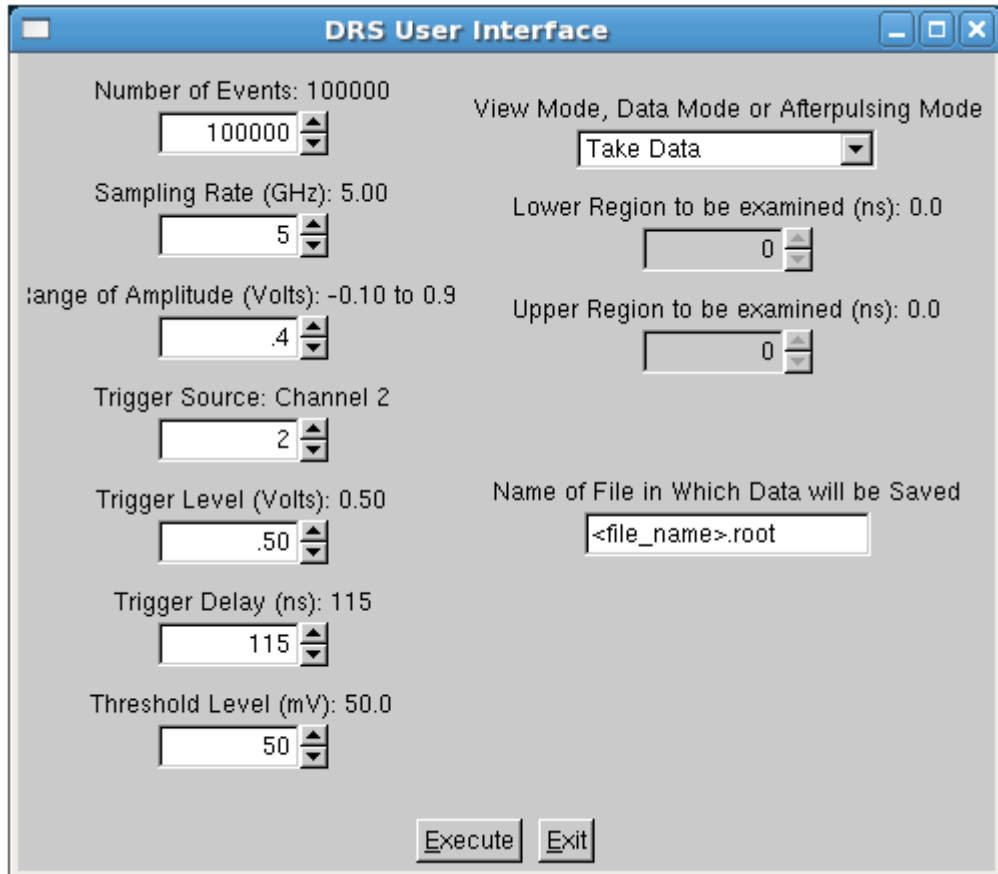 DRS User Interface
Number of Events: 100000
100000
Sampling Rate (GHz): 5.00
5
ange of Amplitude (Volts): -0.10 to 0.9
.4
Trigger Source: Channel 2
2
Trigger Level (Volts): 0.50
.50
Trigger Delay (ns): 115
115
Threshold Level (mV): 50.0
50
View Mode, Data Mode or Afterpulsing Mode
Take Data
Lower Region to be examined (ns): 0.0
0
Upper Region to be examined (ns): 0.0
0
Name of File in Which Data will be Saved
<file_name>.root
Execute Exit